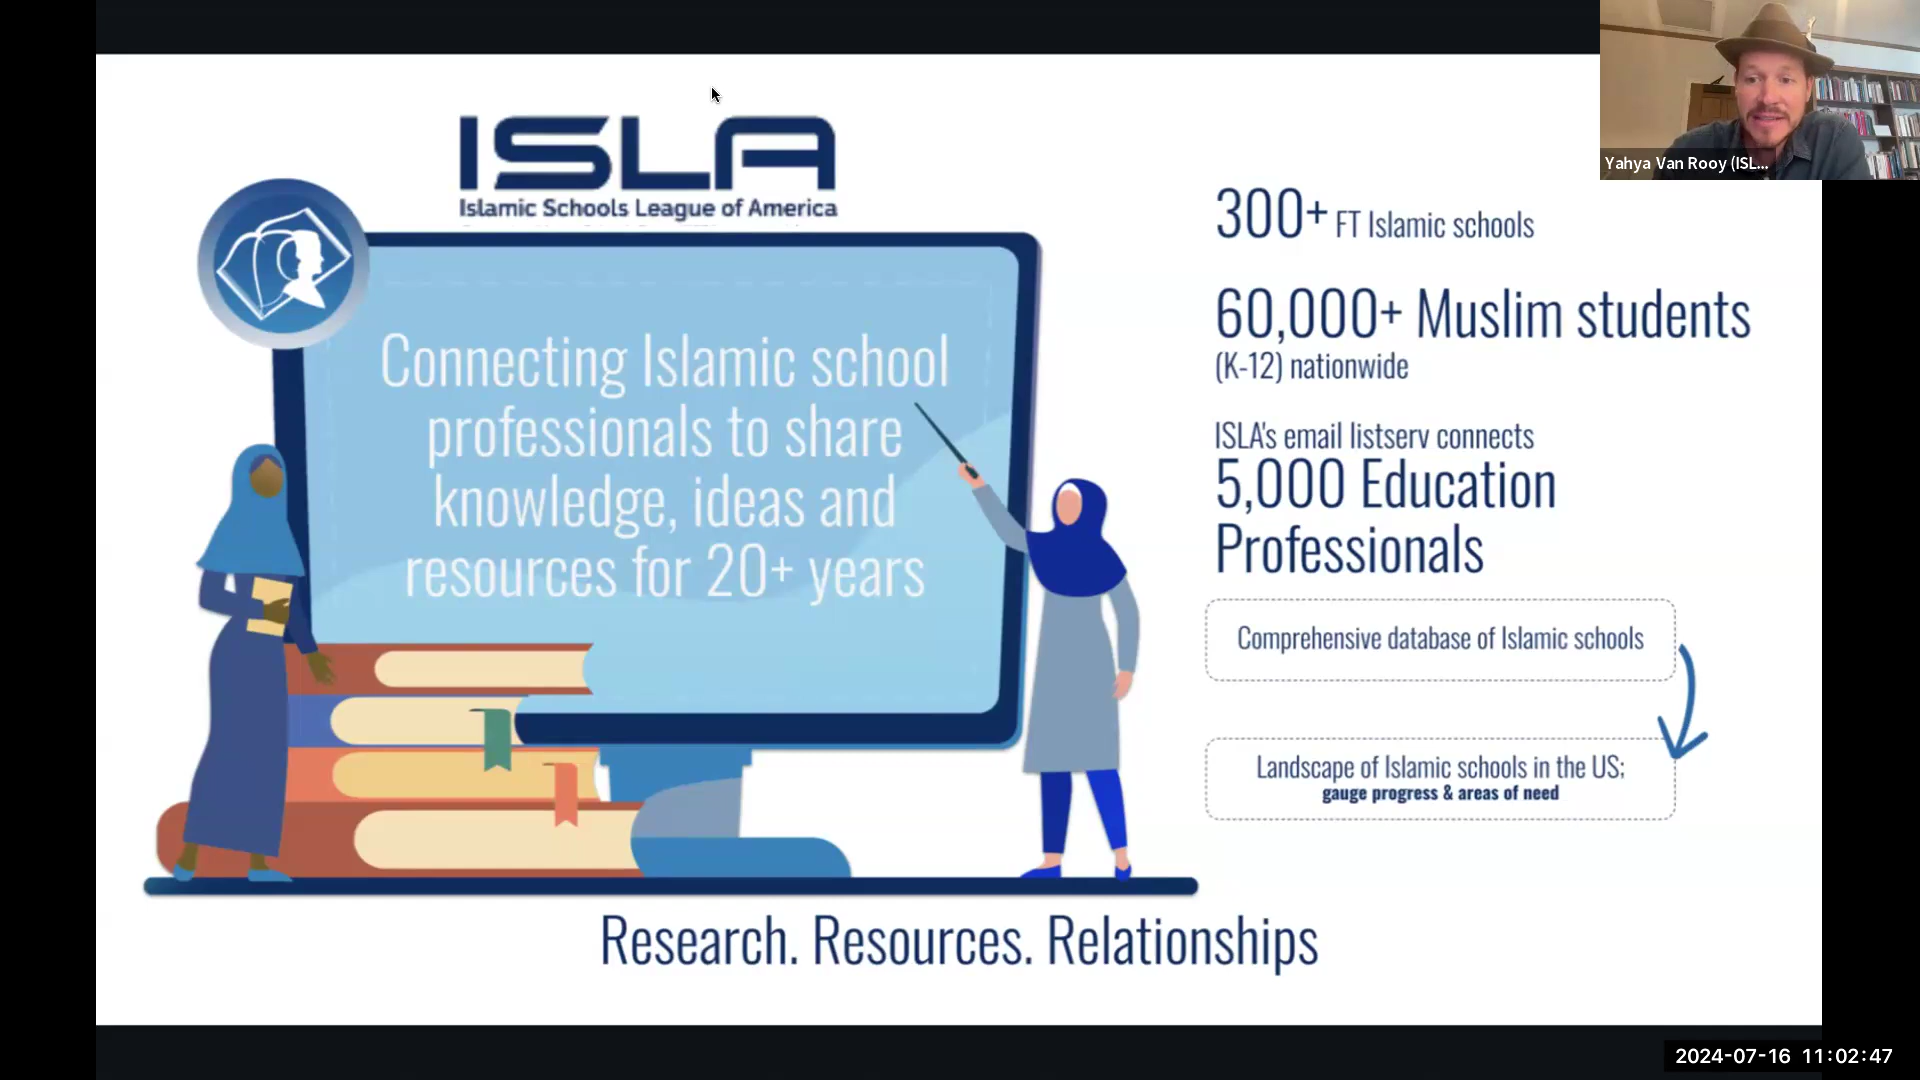 ISLA
Islamic Schools League of America
Connecting Islamic school
professionals to share
knowledge, ideas and
resources for 20+ years
300+ FT Islamic schools
60,000+ Muslim students
(K-12) nationwide
ISLA's email listserv connects
5,000 Education
Professionals
Comprehensive database of Islamic schools
Landscape of Islamic schools in the US;
gauge progress & areas of need
Research. Resources. Relationships
Yahya Van Rooy (ISL...
2024-07-16 11:02:47